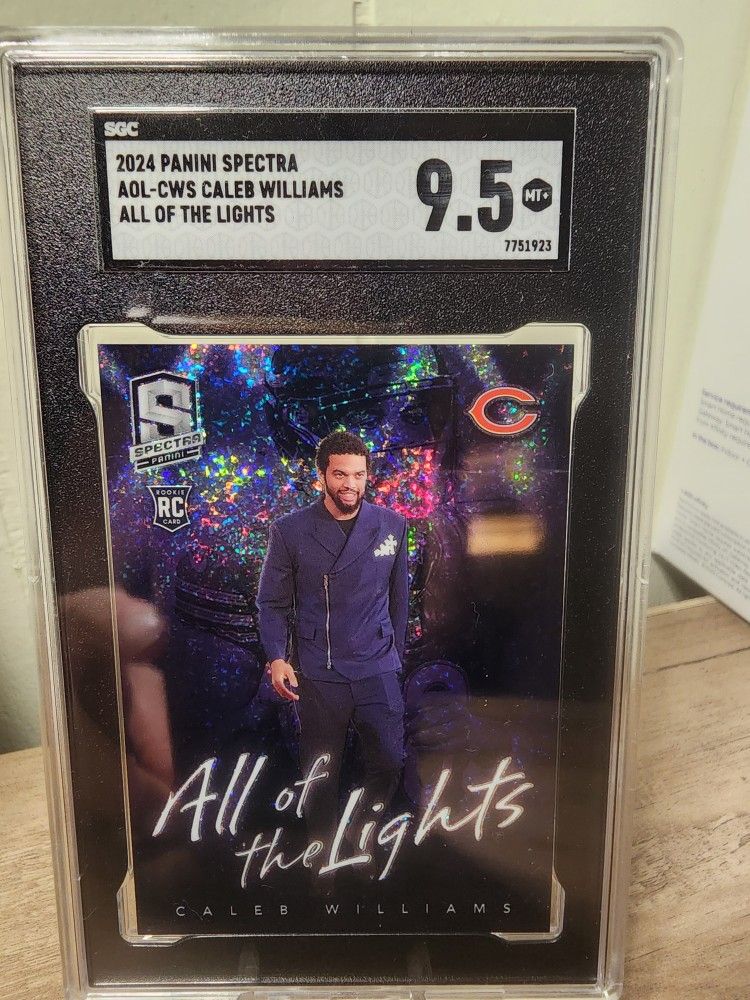 SGC
2024 PANINI SPECTRA
AOL-CWS CALEB WILLIAMS
ALL OF THE LIGHTS
9.5 MT+
7751923
S
SPECTRA
PANINI
C
ROOKIE
RC
CARD
All of
the Lights
CALEB WILLIAMS